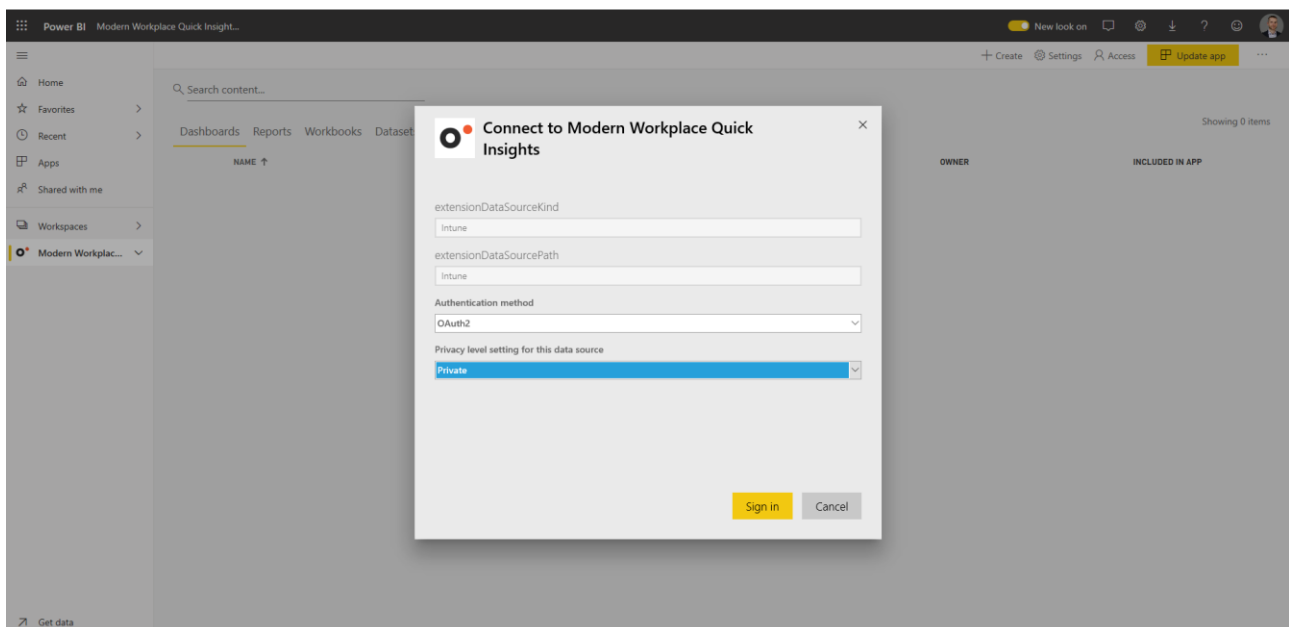 Power BI Modern Workplace Quick Insight...
New look on
Create Settings Access Update app ...
Home
Search content...
Favorites
Recent
Dashboards Reports Workbooks Dataset
Showing 0 items
Apps
NAME
OWNER
INCLUDED IN APP
Shared with me
Workspaces
Modern Workplac...
Connect to Modern Workplace Quick
Insights
extensionDataSourceKind
Intune
extensionDataSourcePath
Intune
Authentication method
OAuth2
Privacy level setting for this data source
Private
Sign in Cancel
Get data